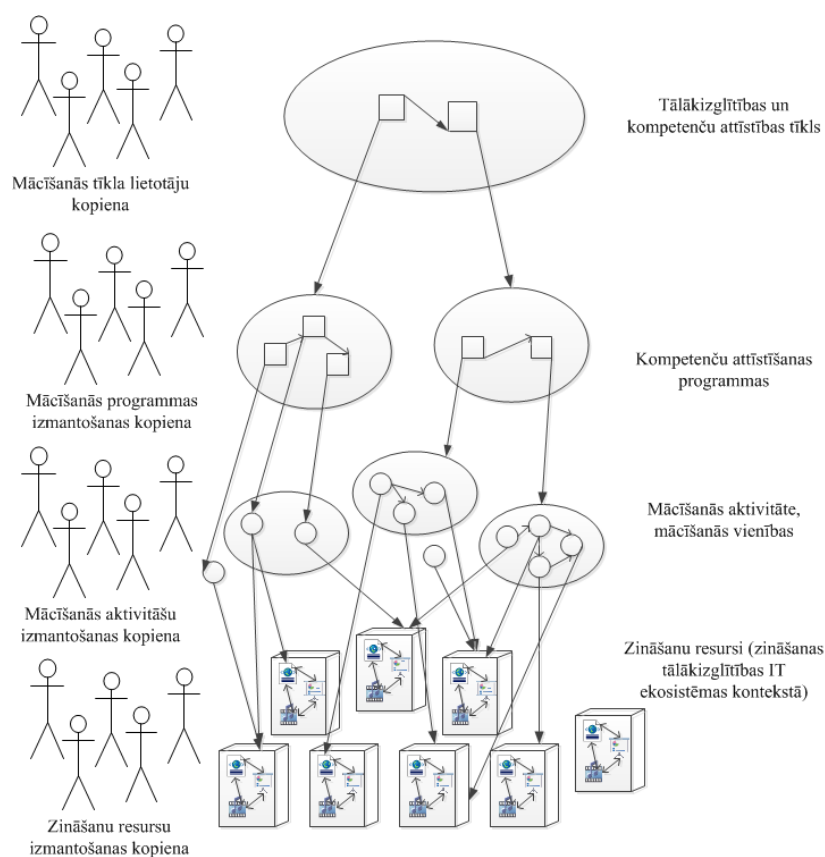 Tālākizglītības un
kompetenču attīstības tīkls
Mācīšanās tīkla lietotāju
kopiena
Kompetenču attīstīšanas
programmas
Mācīšanās programmas
izmantošanas kopiena
Mācīšanās aktivitāte,
mācīšanās vienības
Mācīšanās aktivitāšu
izmantošanas kopiena
Zināšanu resursi (zināšanas
tālākizglītības IT
ekosistēmas kontekstā)
Zināšanu resursu
izmantošanas kopiena